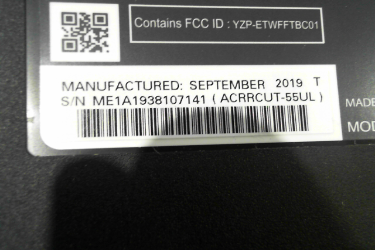 Contains FCC ID : YZP-ETWFFTBC01
MANUFACTURED: SEPTEMBER 2019 T
S/N ME1A1938107141 ( ACRRCUT-55UL )
MADE
MOD